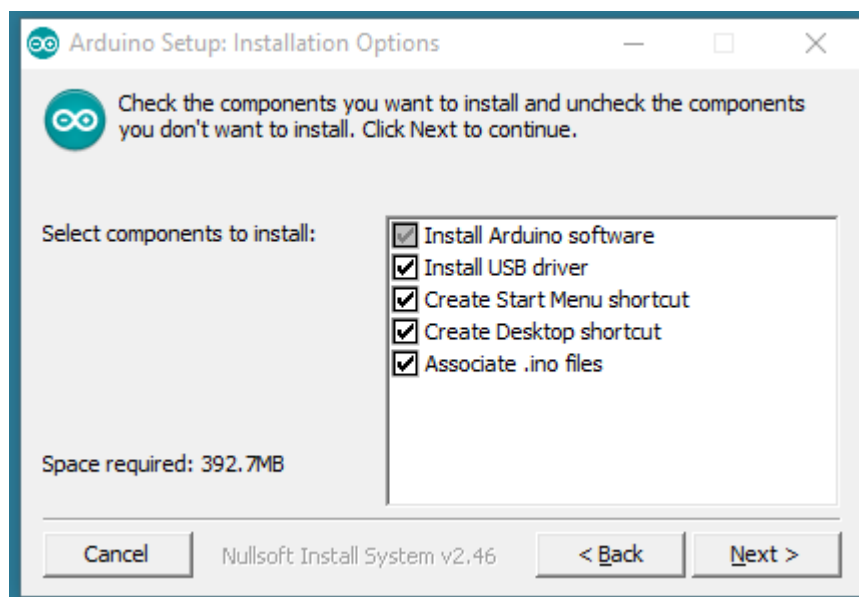 Arduino Setup: Installation Options
Check the components you want to install and uncheck the components
you don't want to install. Click Next to continue.
Select components to install:
Install Arduino software
Install USB driver
Create Start Menu shortcut
Create Desktop shortcut
Associate .ino files
Space required: 392.7MB
Cancel
Nullsoft Install System v2.46
< Back
Next >